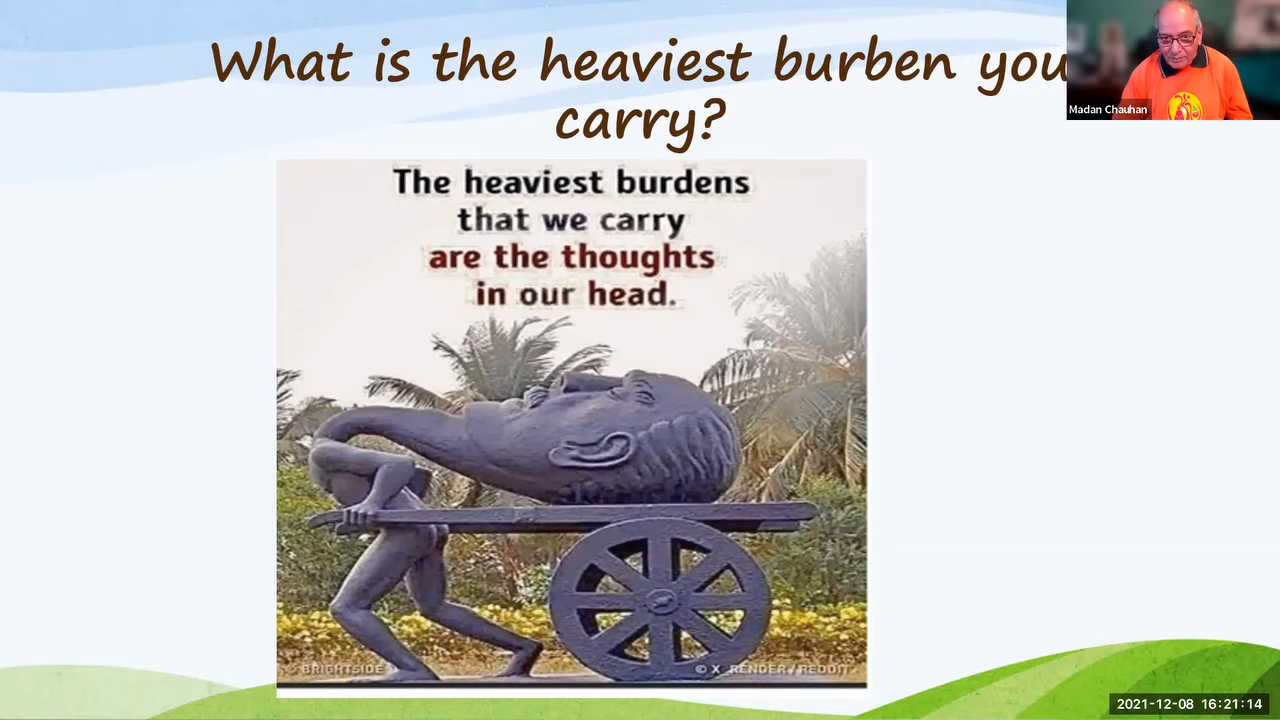 What is the heaviest burben you
carry?
Madan Chauhan
The heaviest burdens
that we carry
are the thoughts
in our head.
© BRIGHTSIDE
© X_RENDER/REDDIT
2021-12-08 16:21:14